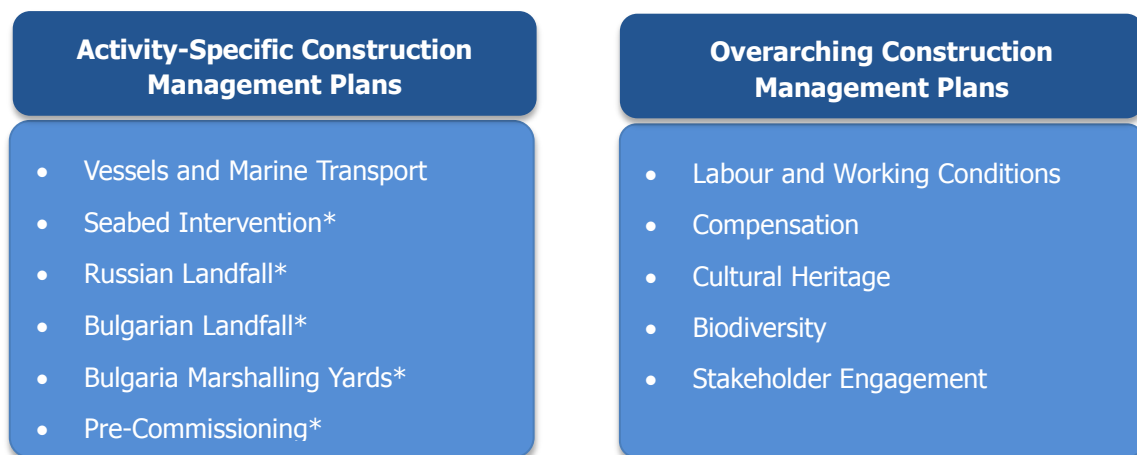 Activity-Specific Construction
Management Plans
• Vessels and Marine Transport
• Seabed Intervention*
• Russian Landfall*
• Bulgarian Landfall*
• Bulgaria Marshalling Yards*
• Pre-Commissioning*
Overarching Construction
Management Plans
• Labour and Working Conditions
• Compensation
• Cultural Heritage
• Biodiversity
• Stakeholder Engagement